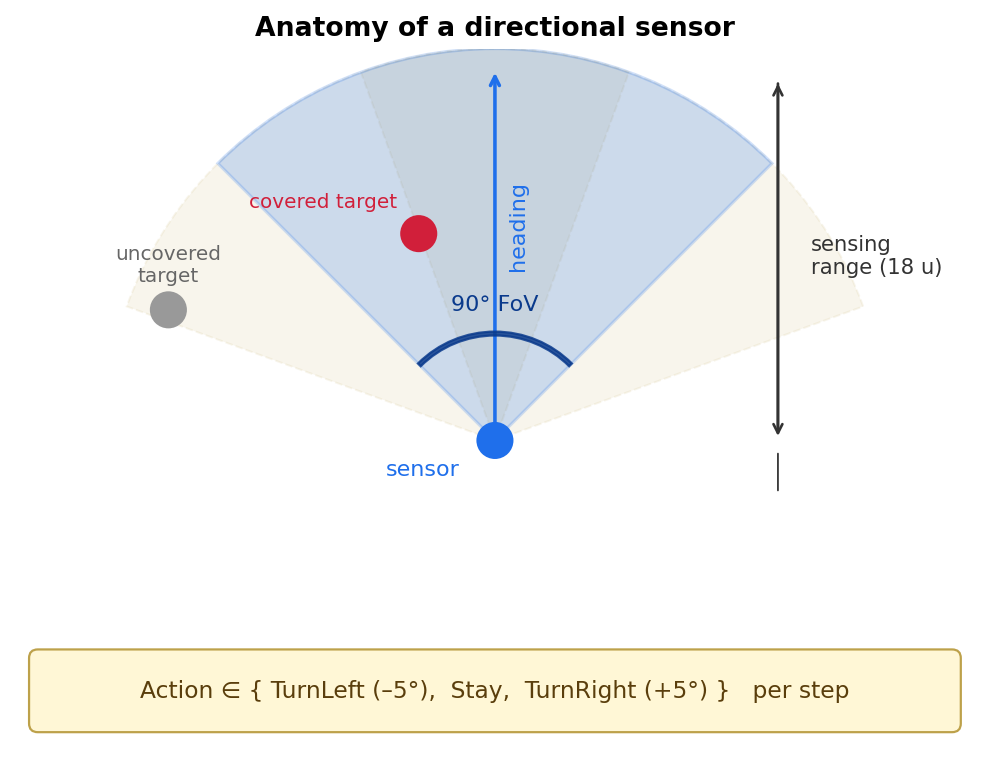 Anatomy of a directional sensor
covered target
heading
uncovered
target
sensing
range (18 u)
90° FoV
sensor
Action ∈ { TurnLeft (–5°),  Stay,  TurnRight (+5°) }   per step